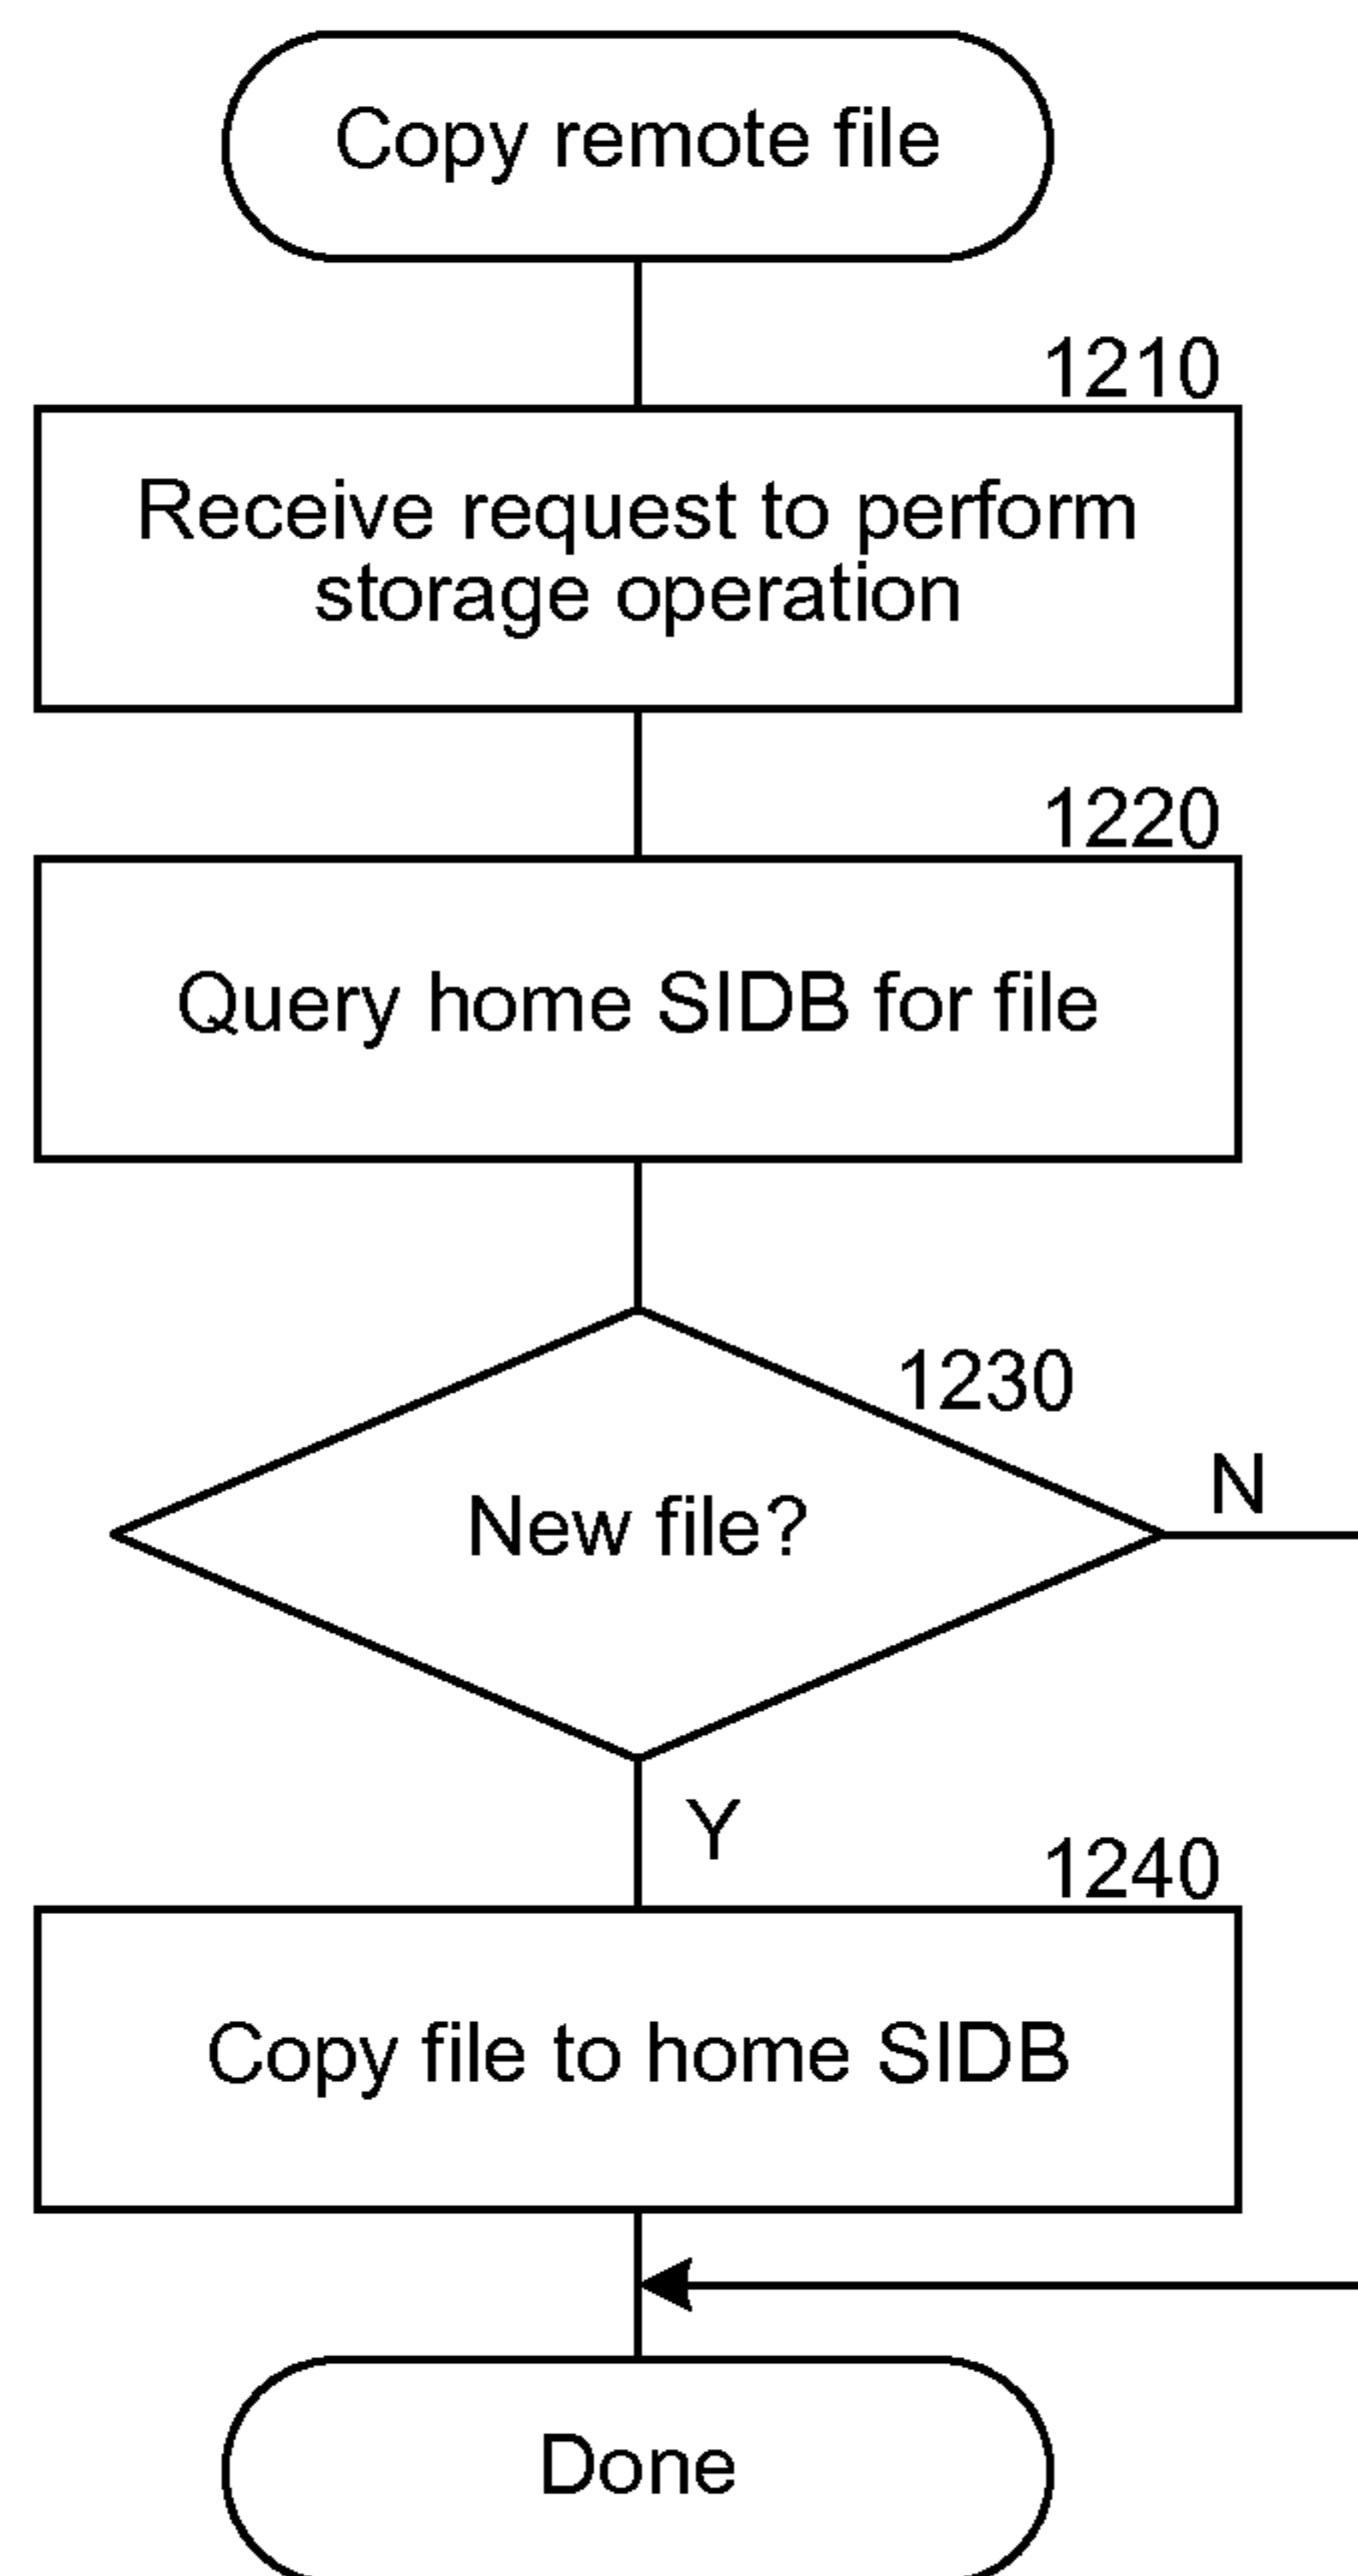 Copy remote file
1210
Receive request to perform
storage operation
1220
Query home SIDB for file
1230
New file?
N
Y
1240
Copy file to home SIDB
Done